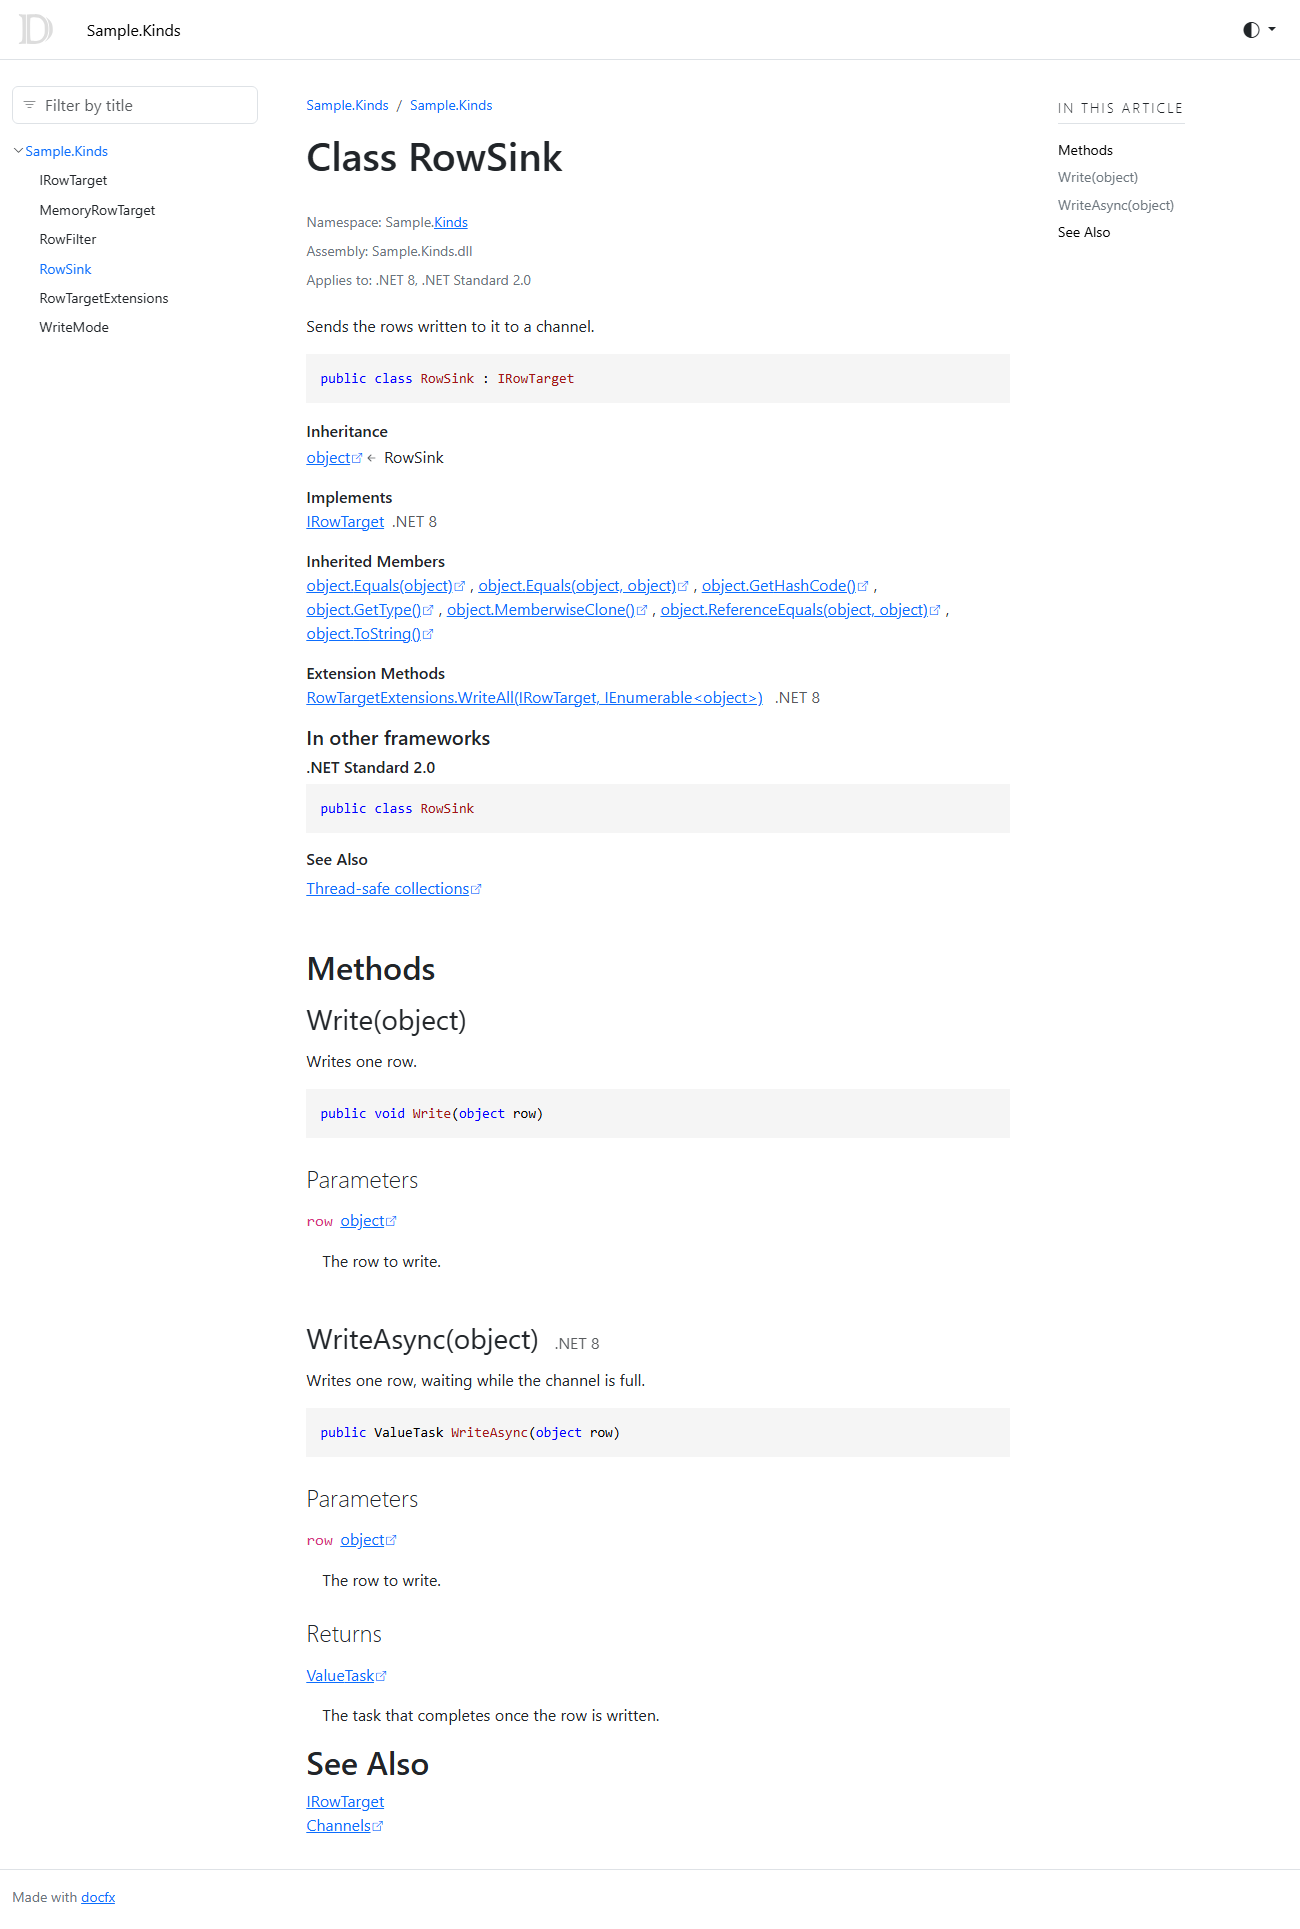 D
Sample.Kinds
Filter by title
Sample.Kinds
IRowTarget
MemoryRowTarget
RowFilter
RowSink
RowTargetExtensions
WriteMode
Sample.Kinds / Sample.Kinds
Class RowSink
Namespace: Sample.Kinds
Assembly: Sample.Kinds.dll
Applies to: .NET 8, .NET Standard 2.0
Sends the rows written to it to a channel.
public class RowSink : IRowTarget
Inheritance
object ← RowSink
Implements
IRowTarget .NET 8
Inherited Members
object.Equals(object) , object.Equals(object, object) , object.GetHashCode() ,
object.GetType() , object.MemberwiseClone() , object.ReferenceEquals(object, object) ,
object.ToString()
Extension Methods
RowTargetExtensions.WriteAll(IRowTarget, IEnumerable<object>) .NET 8
In other frameworks
.NET Standard 2.0
public class RowSink
See Also
Thread-safe collections
Methods
Write(object)
Writes one row.
public void Write(object row)
Parameters
row object
The row to write.
WriteAsync(object) .NET 8
Writes one row, waiting while the channel is full.
public ValueTask WriteAsync(object row)
Parameters
row object
The row to write.
Returns
ValueTask
The task that completes once the row is written.
See Also
IRowTarget
Channels
IN THIS ARTICLE
Methods
Write(object)
WriteAsync(object)
See Also
Made with docfx